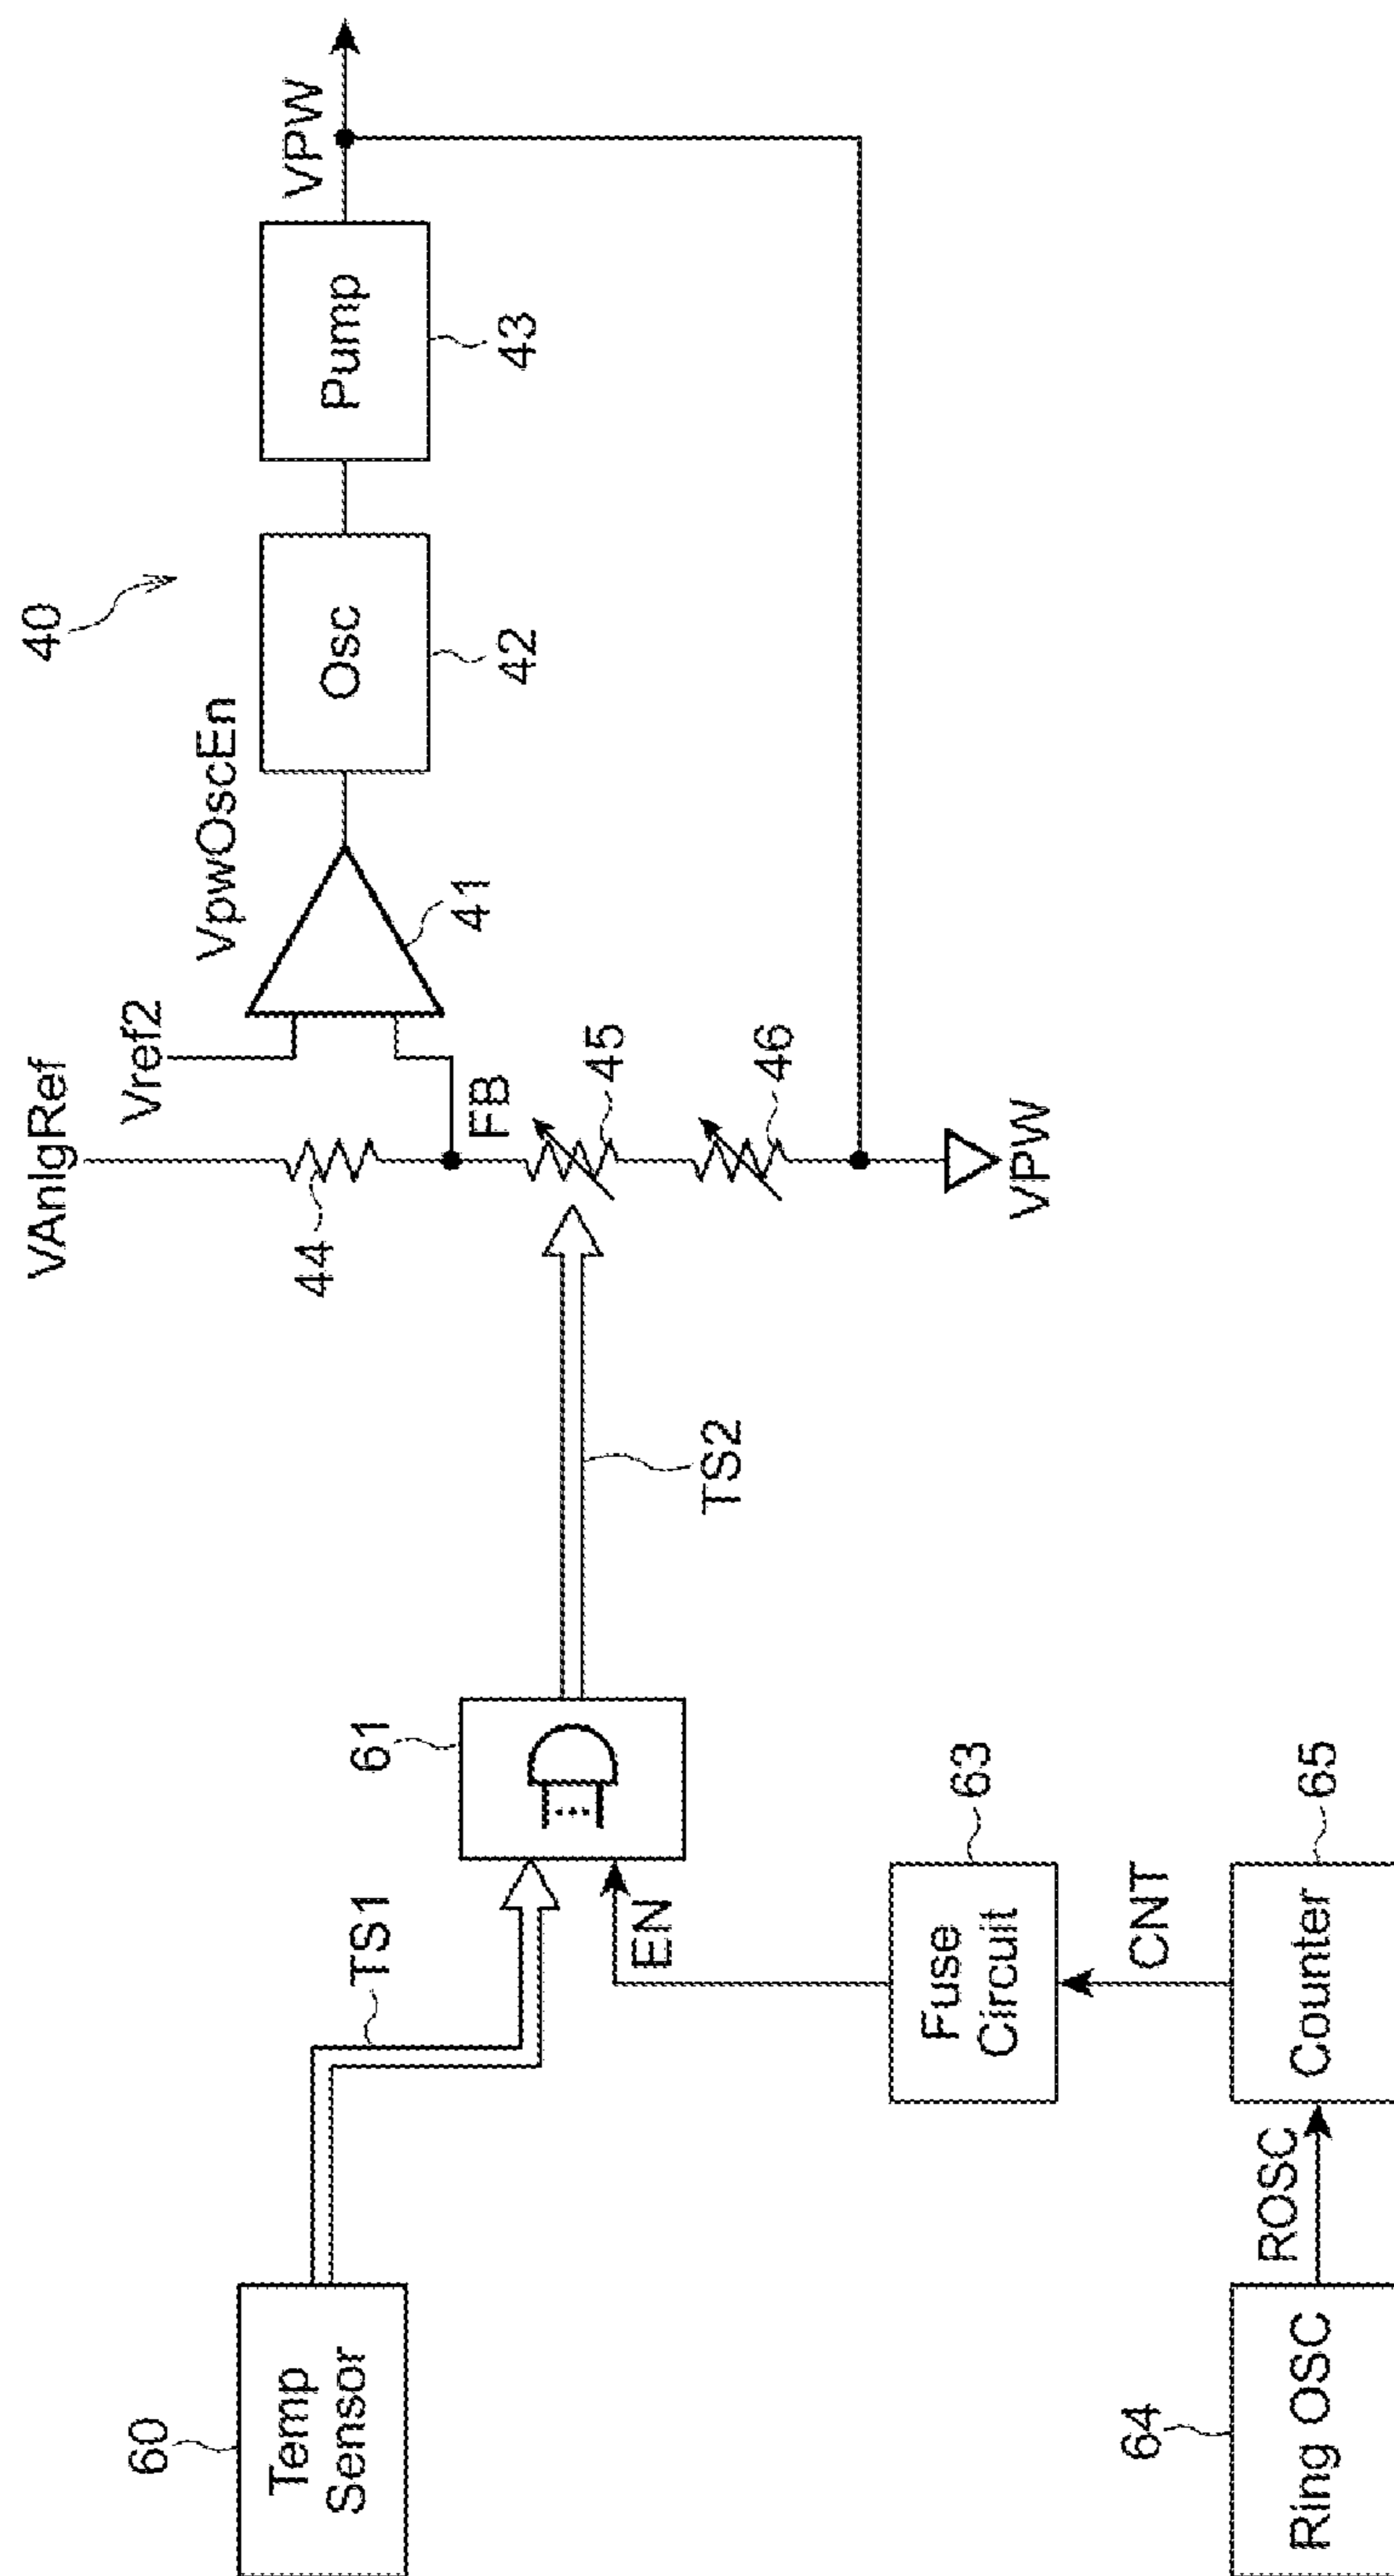 40
VAnlgRef
Vref2
VpwOscEn
VPW
Osc
Pump
44
FB
41
42
43
45
46
VPW
60
Temp
Sensor
TS1
61
TS2
EN
Fuse
Circuit
63
CNT
64
Ring OSC
ROSC
Counter
65